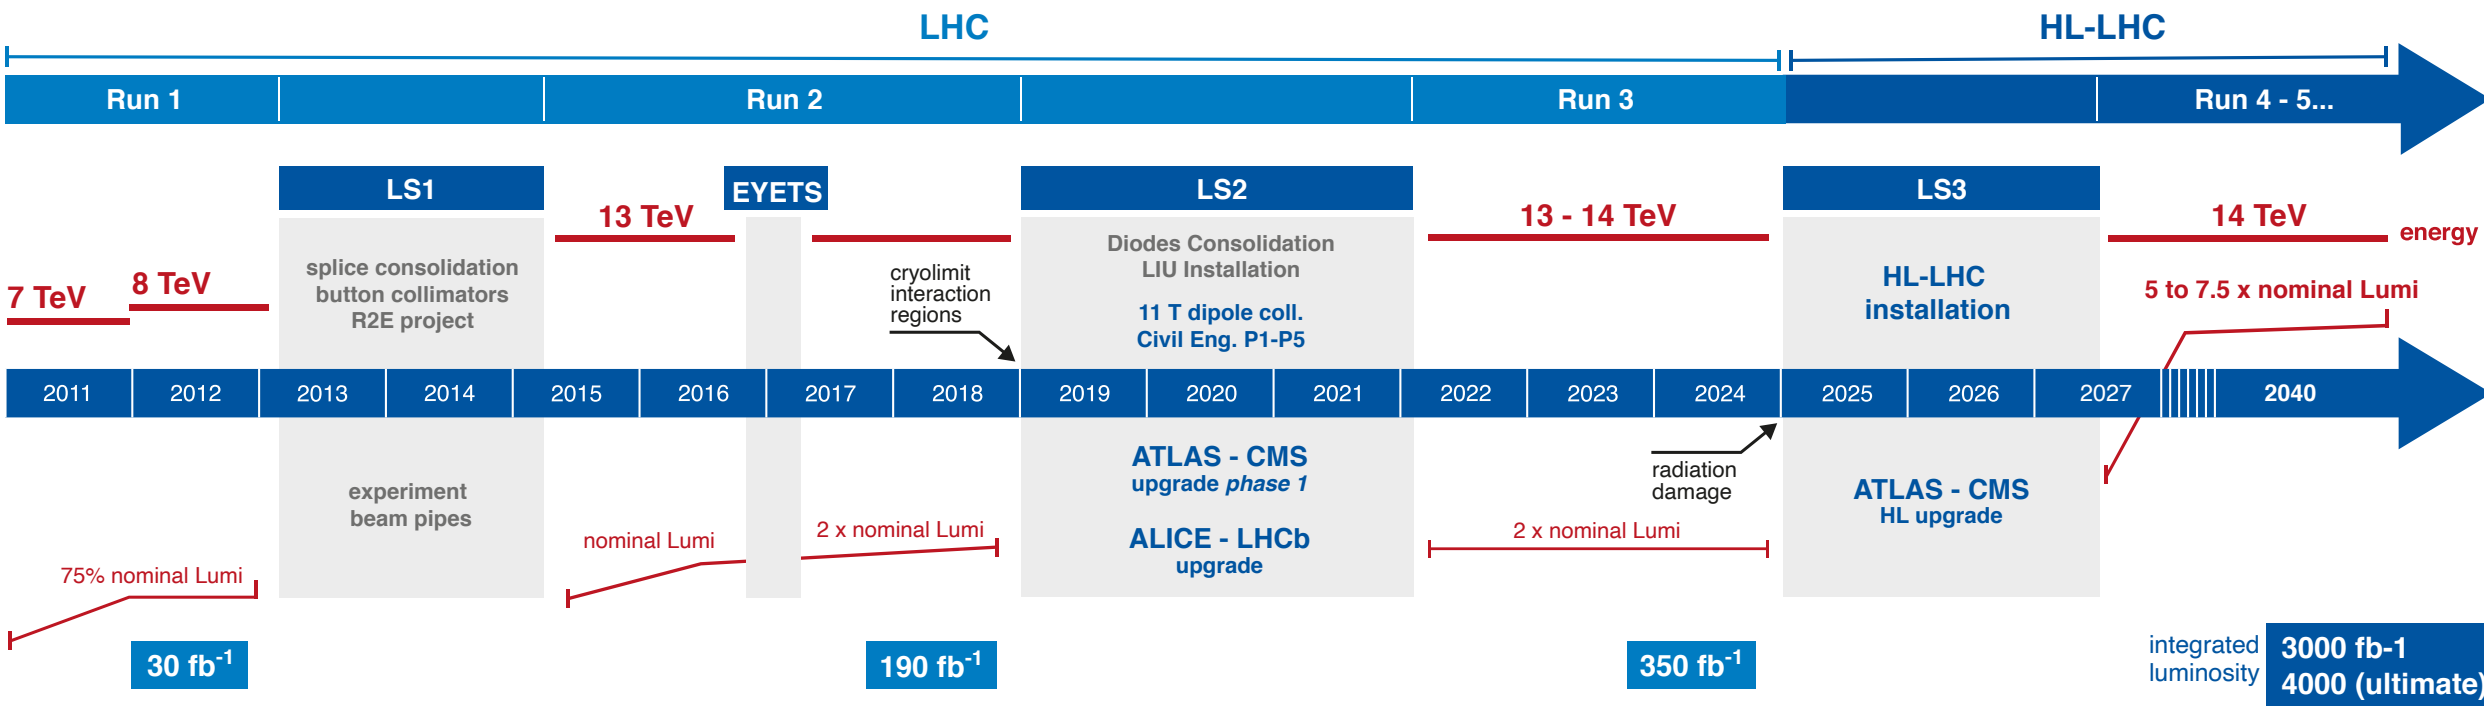 LHC
HL-LHC
Run 1
Run 2
Run 3
Run 4 - 5...
LS1
EYETS
LS2
LS3
7 TeV
8 TeV
13 TeV
13 - 14 TeV
14 TeV
energy
splice consolidation
button collimators
R2E project
cryolimit
interaction
regions
Diodes Consolidation
LIU Installation
11 T dipole coll.
Civil Eng. P1-P5
HL-LHC
installation
5 to 7.5 x nominal Lumi
2011
2012
2013
2014
2015
2016
2017
2018
2019
2020
2021
2022
2023
2024
2025
2026
2027
2040
experiment
beam pipes
ATLAS - CMS
upgrade phase 1
ALICE - LHCb
upgrade
radiation
damage
ATLAS - CMS
HL upgrade
75% nominal Lumi
nominal Lumi
2 x nominal Lumi
2 x nominal Lumi
30 fb⁻¹
190 fb⁻¹
350 fb⁻¹
integrated
luminosity
3000 fb-1
4000 (ultimate)